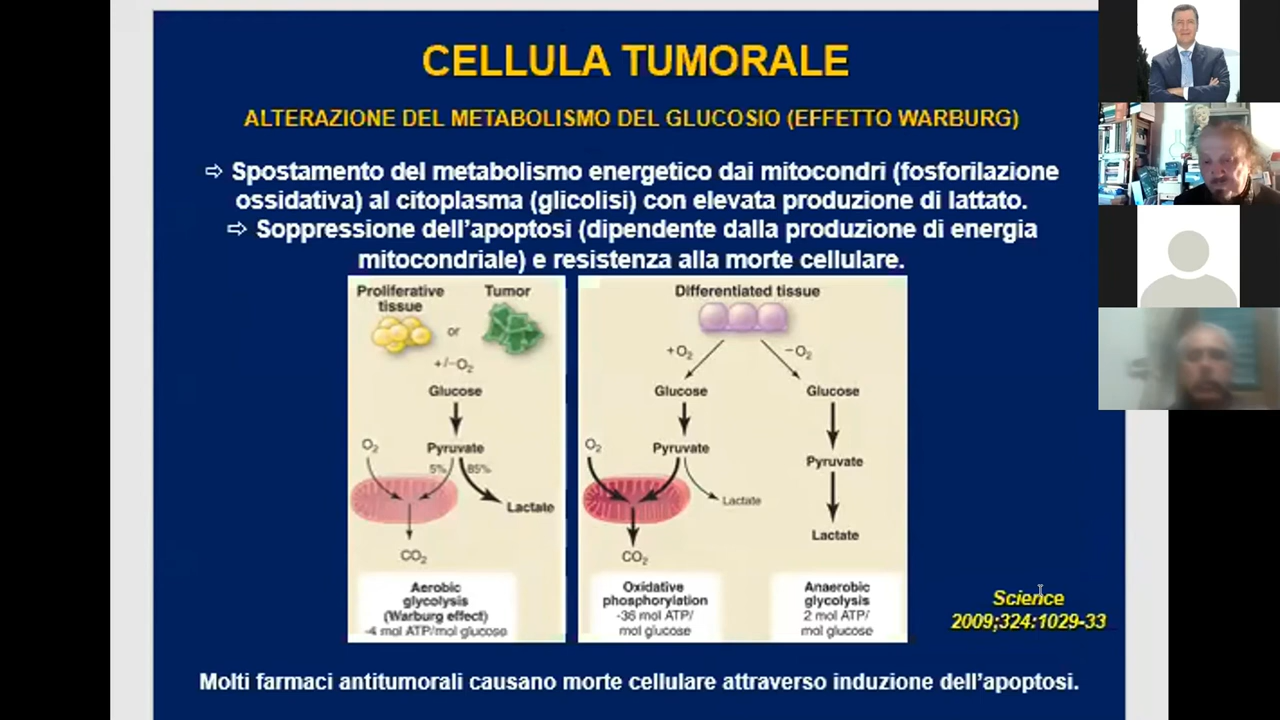 CELLULA TUMORALE
ALTERAZIONE DEL METABOLISMO DEL GLUCOSIO (EFFETTO WARBURG)
⇨ Spostamento del metabolismo energetico dai mitocondri (fosforilazione
ossidativa) al citoplasma (glicolisi) con elevata produzione di lattato.
⇨ Soppressione dell'apoptosi (dipendente dalla produzione di energia
mitocondriale) e resistenza alla morte cellulare.
Proliferative
tissue
or
Tumor
+/−O2
Glucose
O2
Pyruvate
5%
85%
Lactate
CO2
Aerobic
glycolysis
(Warburg effect)
~4 mol ATP/mol glucose
Differentiated tissue
+O2
−O2
Glucose
Glucose
O2
Pyruvate
Pyruvate
Lactate
Lactate
CO2
Oxidative
phosphorylation
~36 mol ATP/
mol glucose
Anaerobic
glycolysis
2 mol ATP/
mol glucose
Science
2009;324:1029-33
Molti farmaci antitumorali causano morte cellulare attraverso induzione dell'apoptosi.